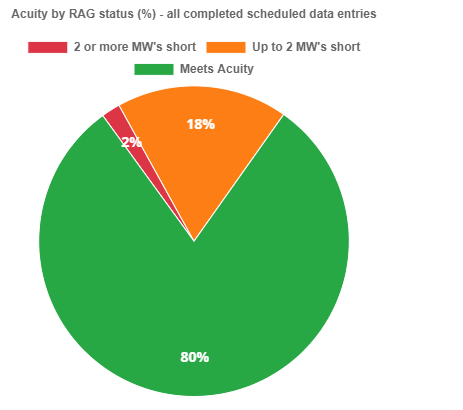 Acuity by RAG status (%) - all completed scheduled data entries
2 or more MW's short Up to 2 MW's short
Meets Acuity
18%
2%
80%